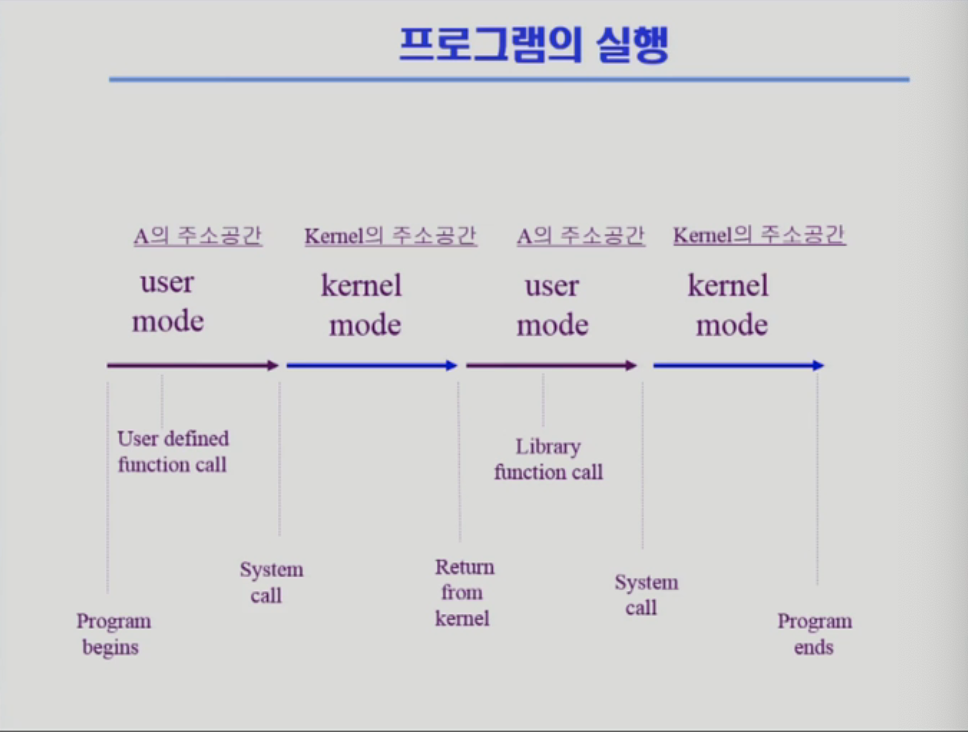 프로그램의 실행
A의 주소공간
Kernel의 주소공간
A의 주소공간
Kernel의 주소공간
user
mode
kernel
mode
user
mode
kernel
mode
User defined
function call
Library
function call
System
call
Return
from
kernel
System
call
Program
begins
Program
ends